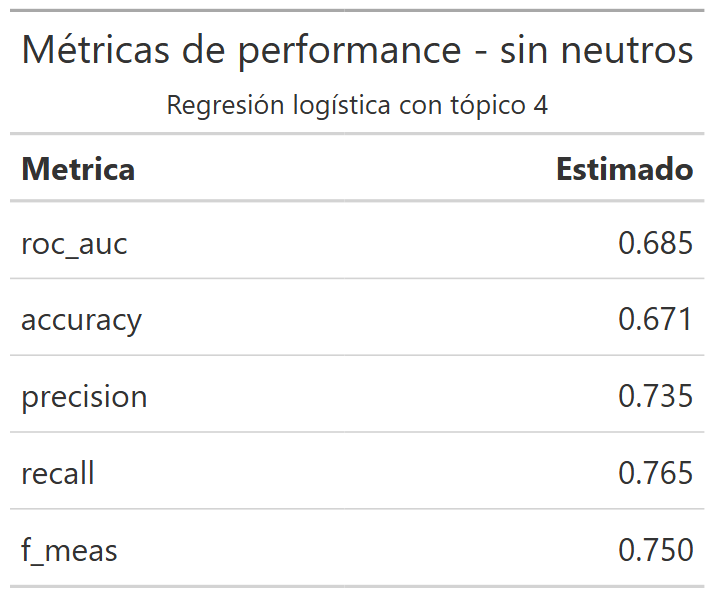 Métricas de performance - sin neutros
Regresión logística con tópico 4
Metrica Estimado
roc_auc 0.685
accuracy 0.671
precision 0.735
recall 0.765
f_meas 0.750